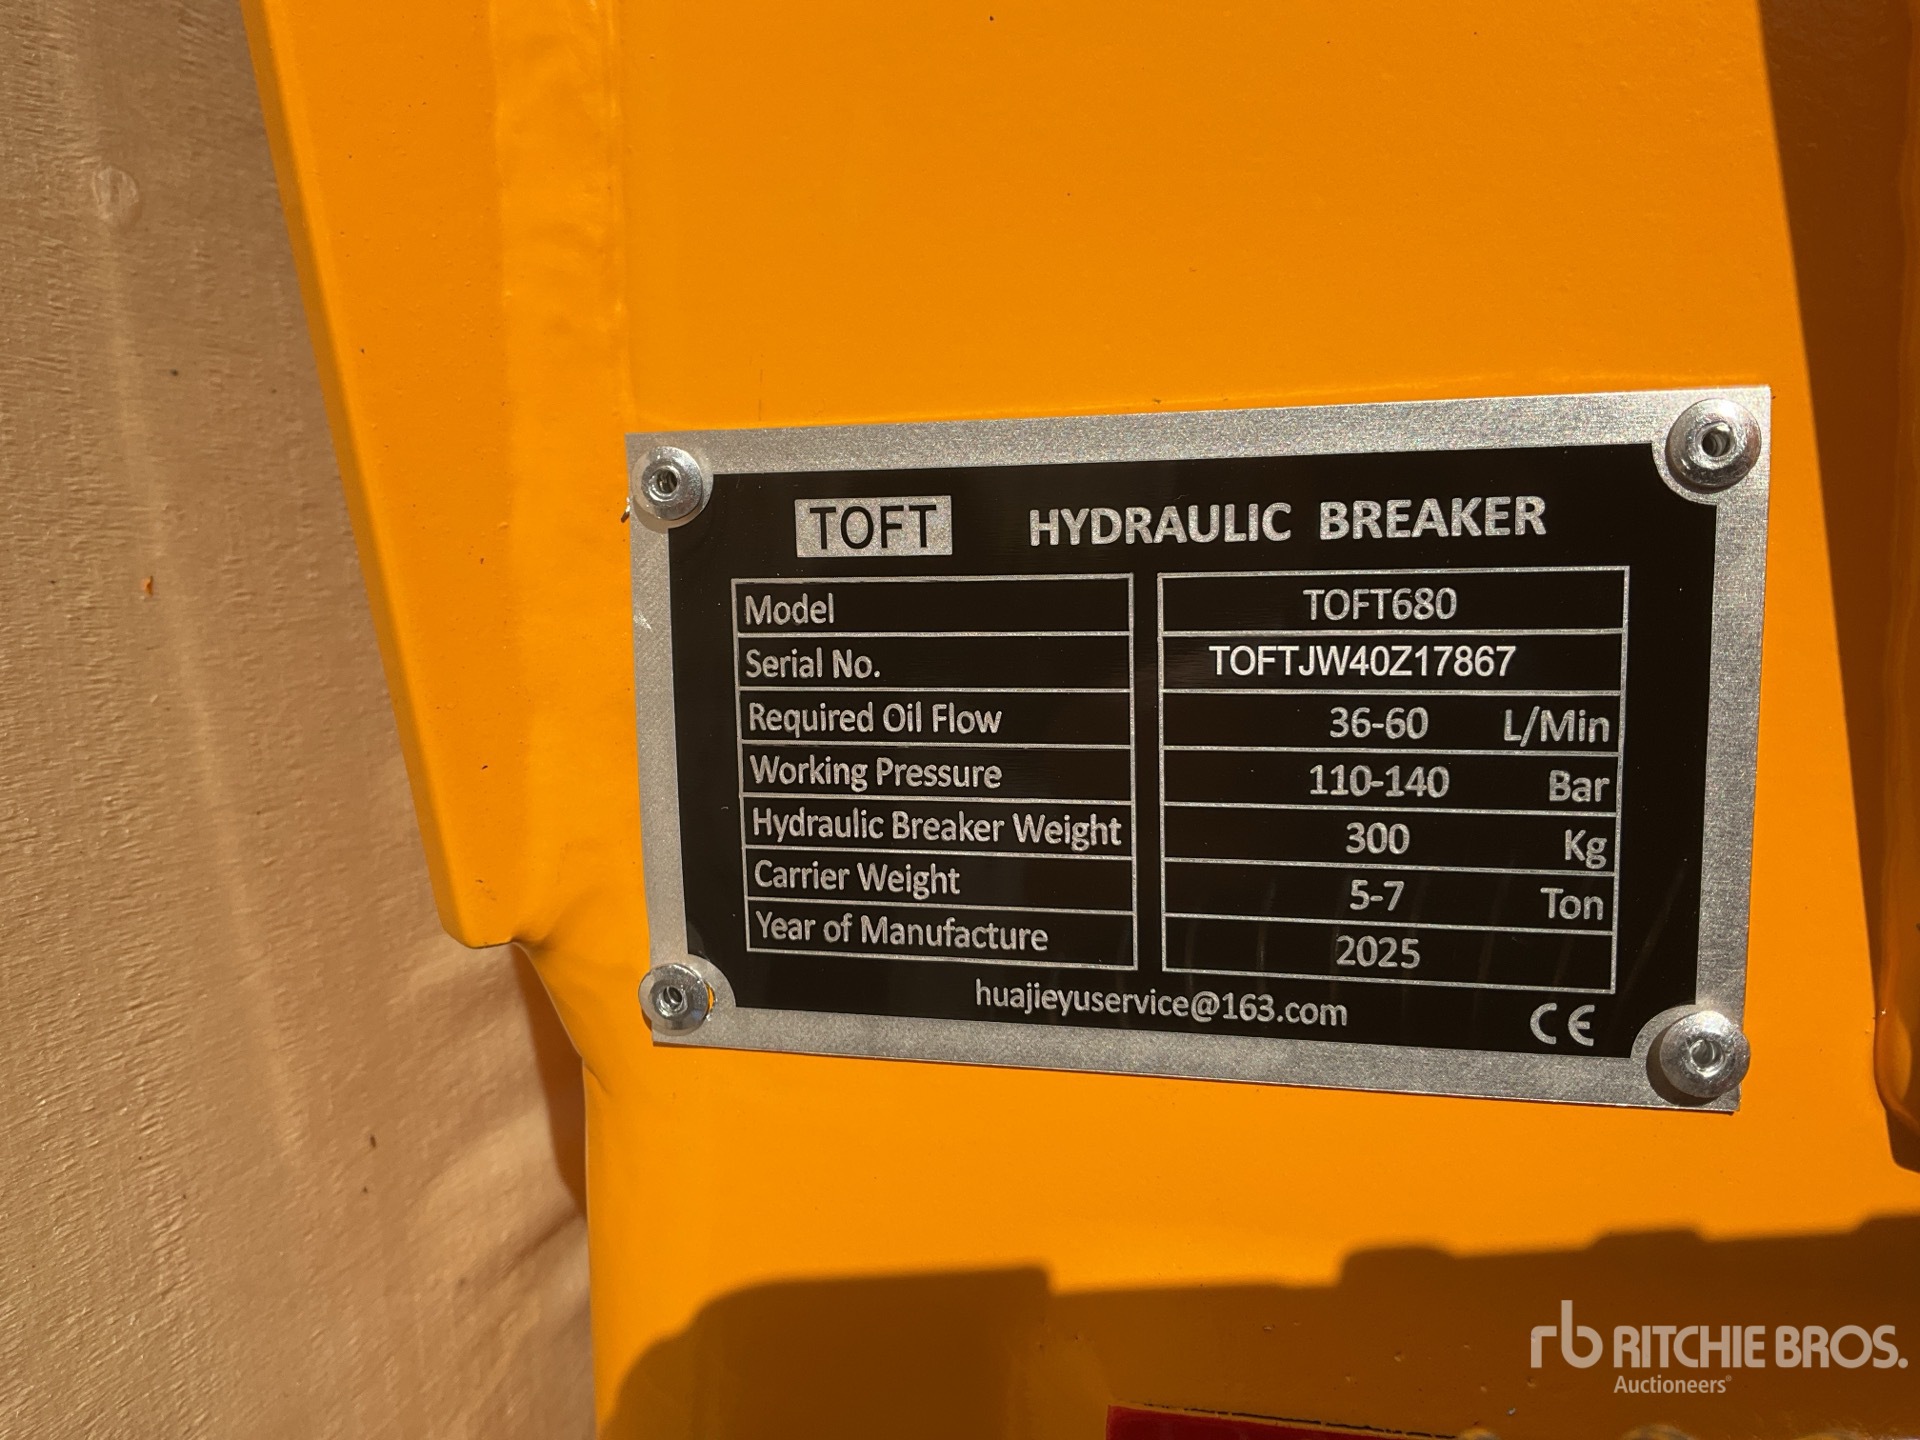 TOFT HYDRAULIC BREAKER
Model TOFT680
Serial No. TOFTJW40Z17867
Required Oil Flow 36-60 L/Min
Working Pressure 110-140 Bar
Hydraulic Breaker Weight 300 Kg
Carrier Weight 5-7 Ton
Year of Manufacture 2025
huajieyuservice@163.com
CE
rb RITCHIE BROS.
Auctioneers®